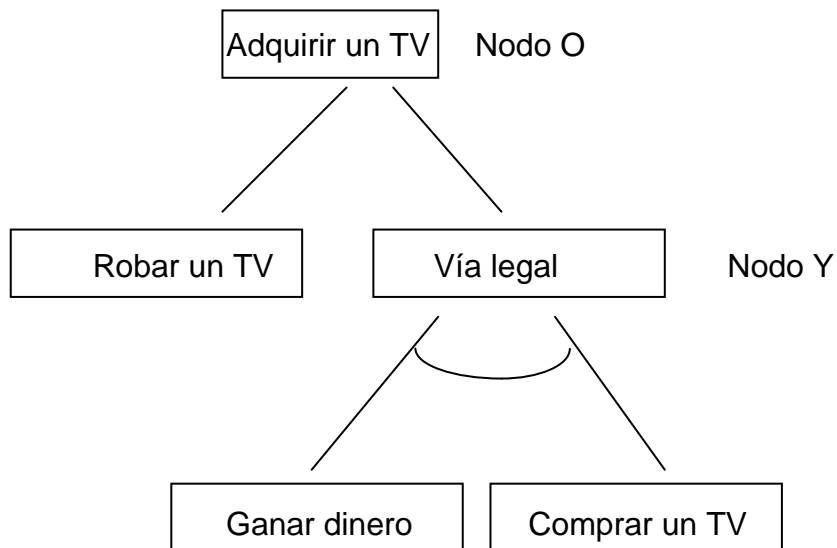 Adquirir un TV Nodo O
Robar un TV Vía legal Nodo Y
Ganar dinero Comprar un TV